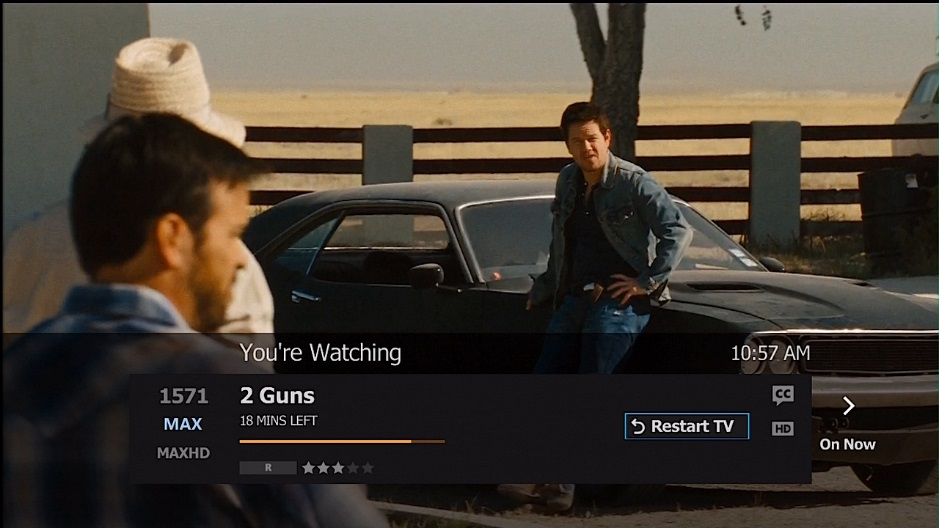 You're Watching
10:57 AM
1571
MAX
MAXHD
2 Guns
18 MINS LEFT
R
Restart TV
CC
HD
On Now